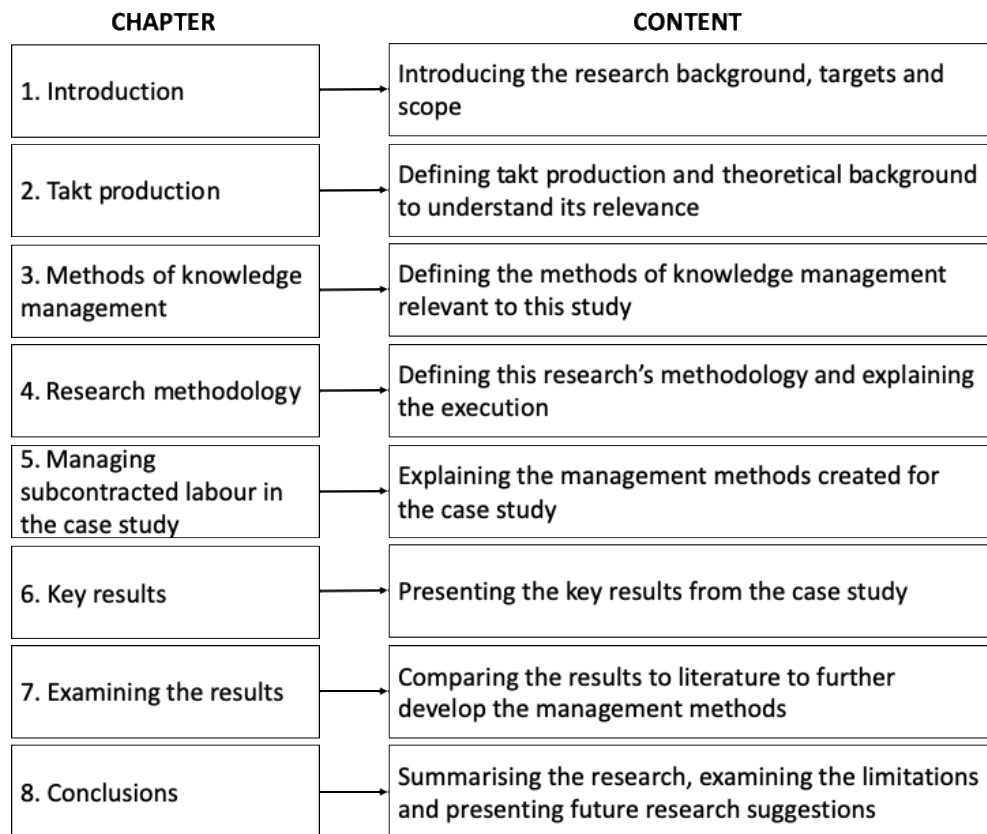 CHAPTER
CONTENT
1. Introduction
Introducing the research background, targets and
scope
2. Takt production
Defining takt production and theoretical background
to understand its relevance
3. Methods of knowledge
management
Defining the methods of knowledge management
relevant to this study
4. Research methodology
Defining this research’s methodology and explaining
the execution
5. Managing
subcontracted labour in
the case study
Explaining the management methods created for
the case study
6. Key results
Presenting the key results from the case study
7. Examining the results
Comparing the results to literature to further
develop the management methods
8. Conclusions
Summarising the research, examining the limitations
and presenting future research suggestions